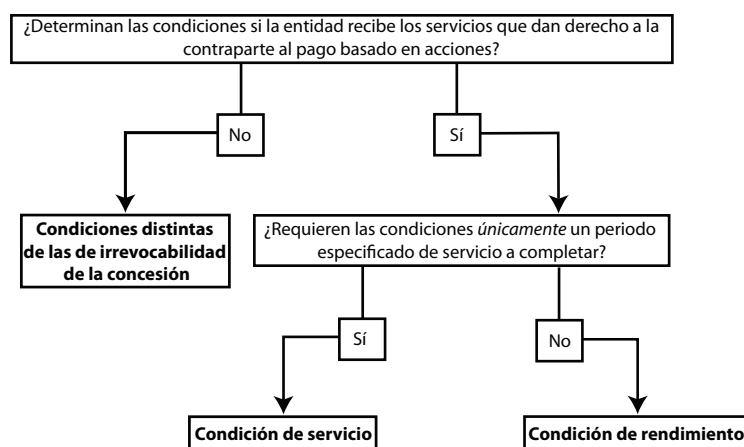 ¿Determinan las condiciones si la entidad recibe los servicios que dan derecho a la
contraparte al pago basado en acciones?
No
Sí
Condiciones distintas
de las de irrevocabilidad
de la concesión
¿Requieren las condiciones únicamente un periodo
especificado de servicio a completar?
Sí
No
Condición de servicio
Condición de rendimiento